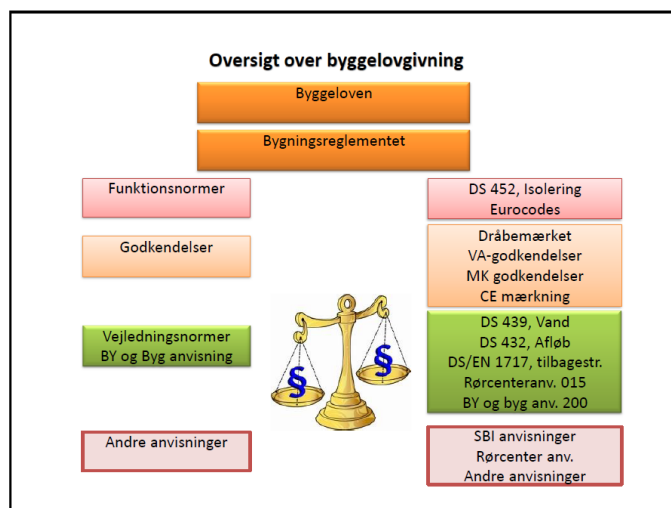 Oversigt over byggelovgivning
Byggeloven
Bygningsreglementet
Funktionsnormer
DS 452, Isolering
Eurocodes
Godkendelser
Dråbemærket
VA-godkendelser
MK godkendelser
CE mærkning
Vejledningsnormer
BY og Byg anvisning
§
§
DS 439, Vand
DS 432, Afløb
DS/EN 1717, tilbagestr.
Rørcenteranv. 015
BY og byg anv. 200
Andre anvisninger
SBI anvisninger
Rørcenter anv.
Andre anvisninger